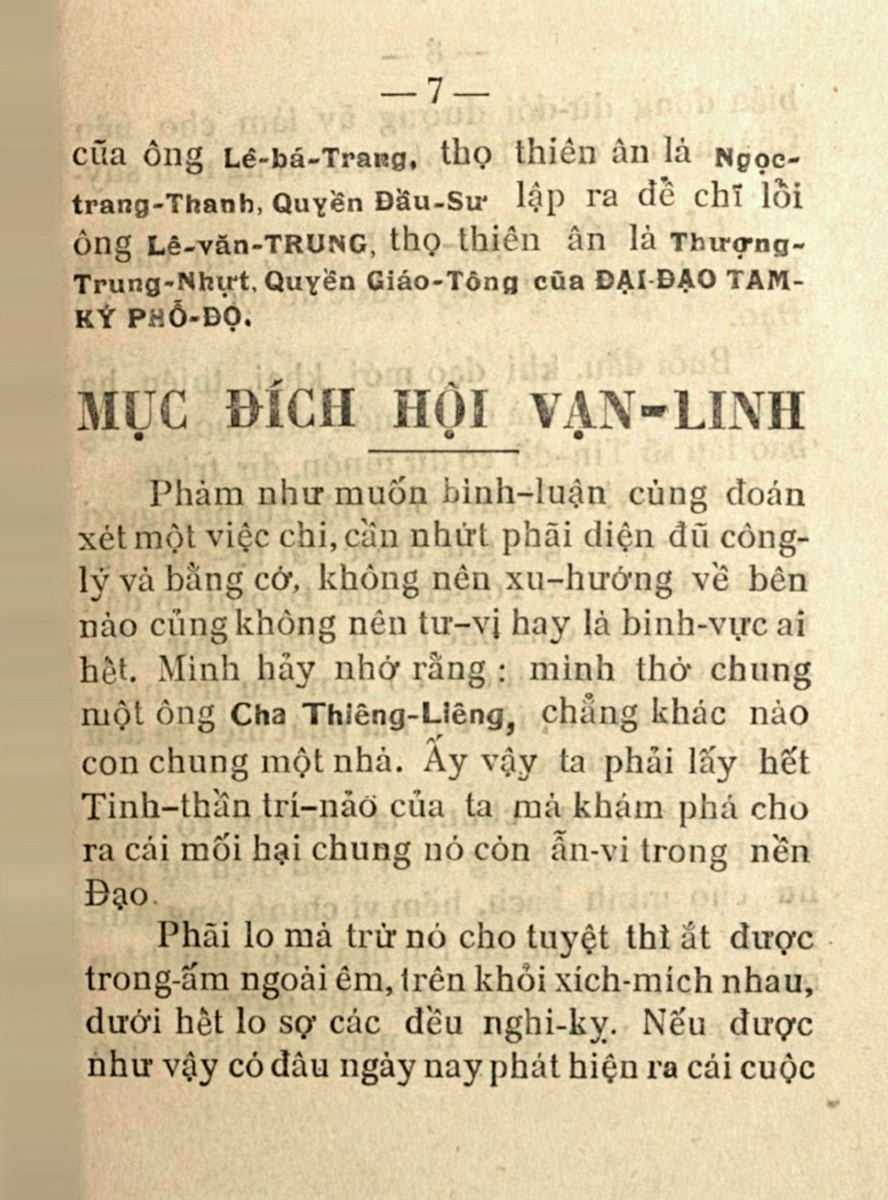 — 7 —
cũa ông Lê-bá-Trang, thọ thiên ân là Ngọc-
trang-Thanh, Quyền Đầu-Sư lập ra đề chĩ lồi
ông Lê-văn-TRUNG, thọ thiên ân là Thượng-
Trung-Nhựt, Quyền Giáo-Tông cũa ĐẠI-ĐẠO TAM-
KỲ PHỖ-ĐỘ.
MỤC ĐÍCH HỘI VẠN-LINH
Phàm như muốn bình-luận cùng đoán
xét một việc chi, cần nhứt phãi diện đũ công-
lý và bằng cớ, không nên xu-hướng về bên
nào cũng không nên tư-vị hay là binh-vực ai
hết. Mình hảy nhớ rằng : mình thờ chung
một ông Cha Thiêng-Liêng, chẳng khác nào
con chung một nhà. Ấy vậy ta phải lấy hết
Tinh-thần trí-nảo của ta mà khám phá cho
ra cái mối hại chung nó còn ẫn-vi trong nền
Đạo.
Phãi lo mà trừ nó cho tuyệt thì ắt được
trong-ấm ngoài êm, trên khỏi xích-mích nhau,
dưới hết lo sợ các đều nghi-kỵ. Nếu được
như vậy có đâu ngày nay phát hiện ra cái cuộc